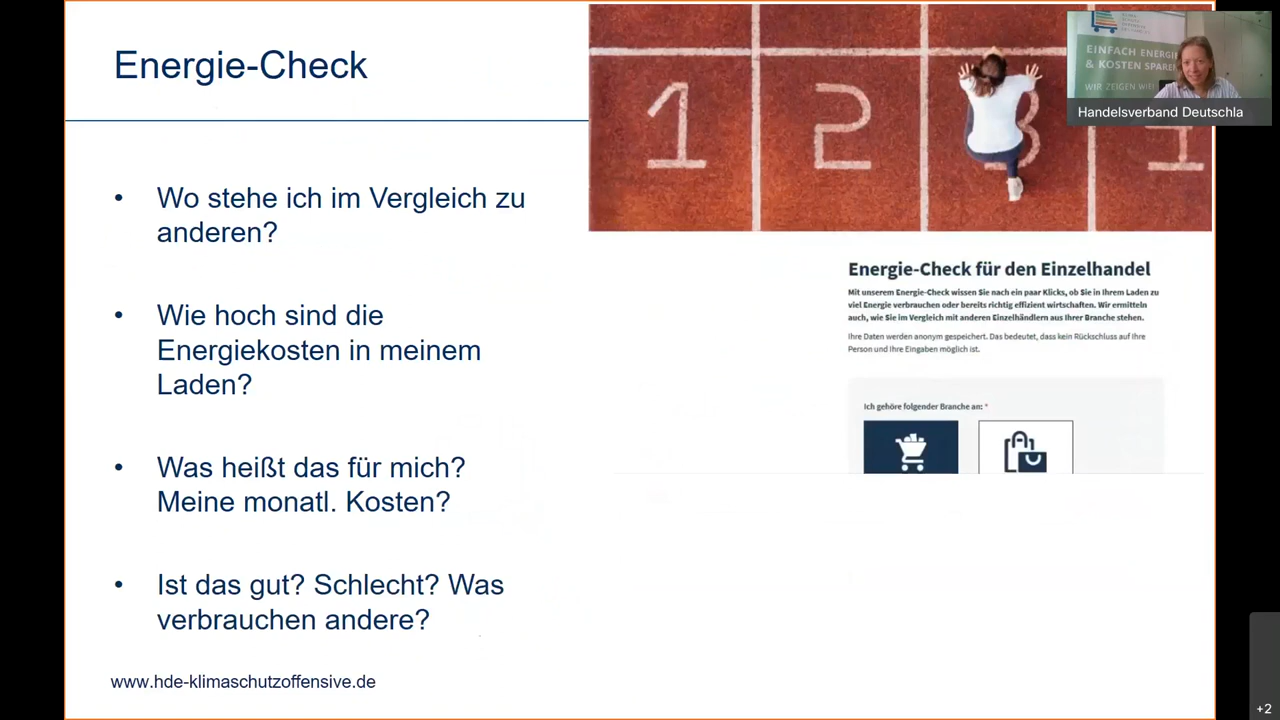 Energie-Check
• Wo stehe ich im Vergleich zu
anderen?
• Wie hoch sind die
Energiekosten in meinem
Laden?
• Was heißt das für mich?
Meine monatl. Kosten?
• Ist das gut? Schlecht? Was
verbrauchen andere?
www.hde-klimaschutzoffensive.de
1 2 3
EINFACH ENERGIE
& KOSTEN SPAREN
WIR ZEIGEN WIE!
Handelsverband Deutschla
Energie-Check für den Einzelhandel
Mit unserem Energie-Check wissen Sie nach ein paar Klicks, ob Sie in Ihrem Laden zu
viel Energie verbrauchen oder bereits richtig effizient wirtschaften. Wir ermitteln
auch, wie Sie im Vergleich mit anderen Einzelhändlern aus Ihrer Branche stehen.
Ihre Daten werden anonym gespeichert. Das bedeutet, dass kein Rückschluss auf Ihre
Person und Ihre Eingaben möglich ist.
Ich gehöre folgender Branche an: *
+2